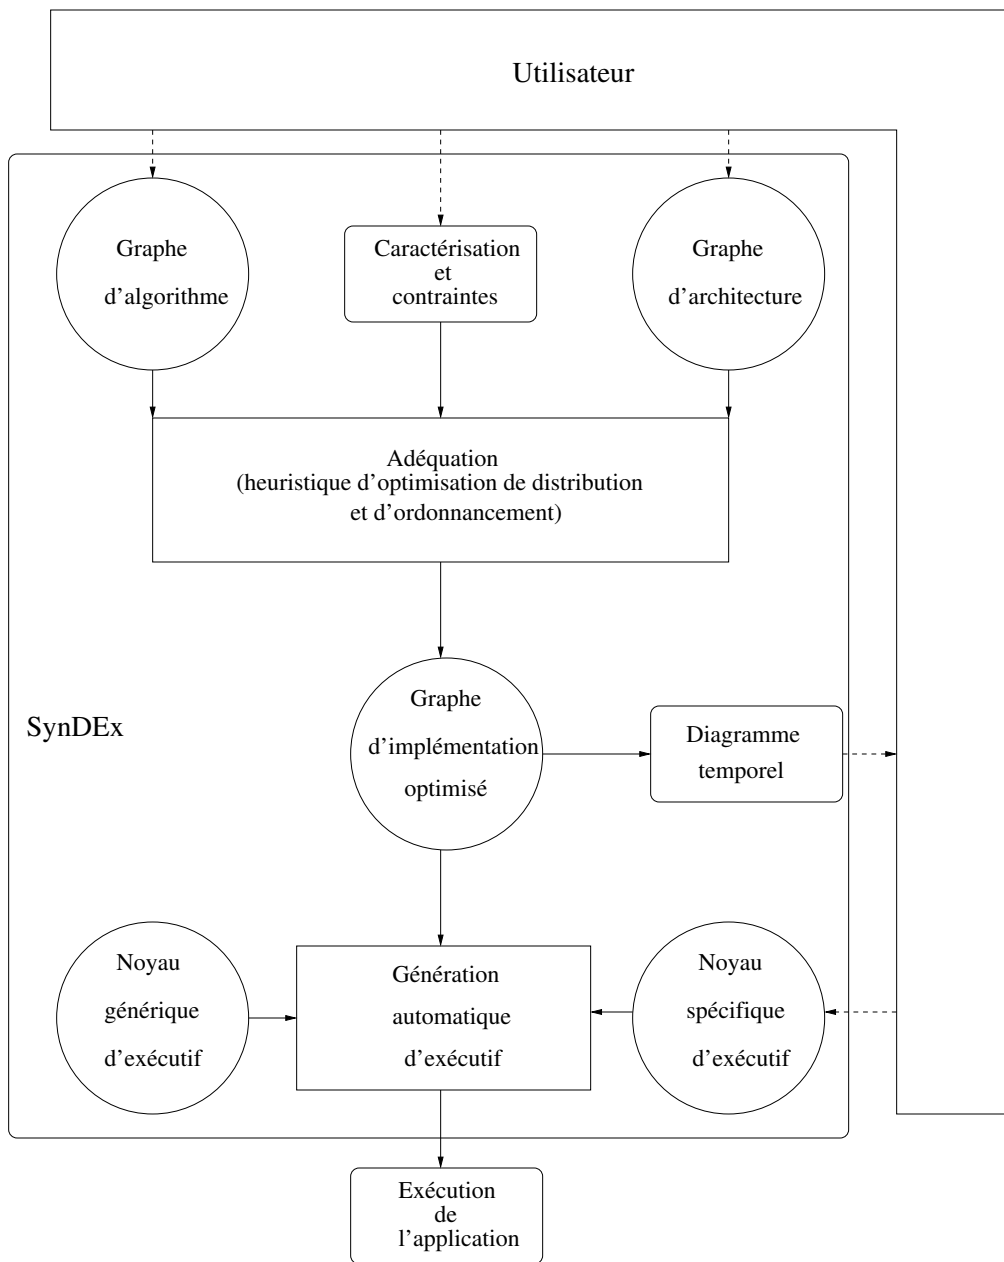 Utilisateur
Graphe
d'algorithme
Caractérisation
et
contraintes
Graphe
d'architecture
Adéquation
(heuristique d'optimisation de distribution
et d'ordonnancement)
SynDEx
Graphe
d'implémentation
optimisé
Diagramme
temporel
Noyau
générique
d'exécutif
Génération
automatique
d'exécutif
Noyau
spécifique
d'exécutif
Exécution
de
l'application